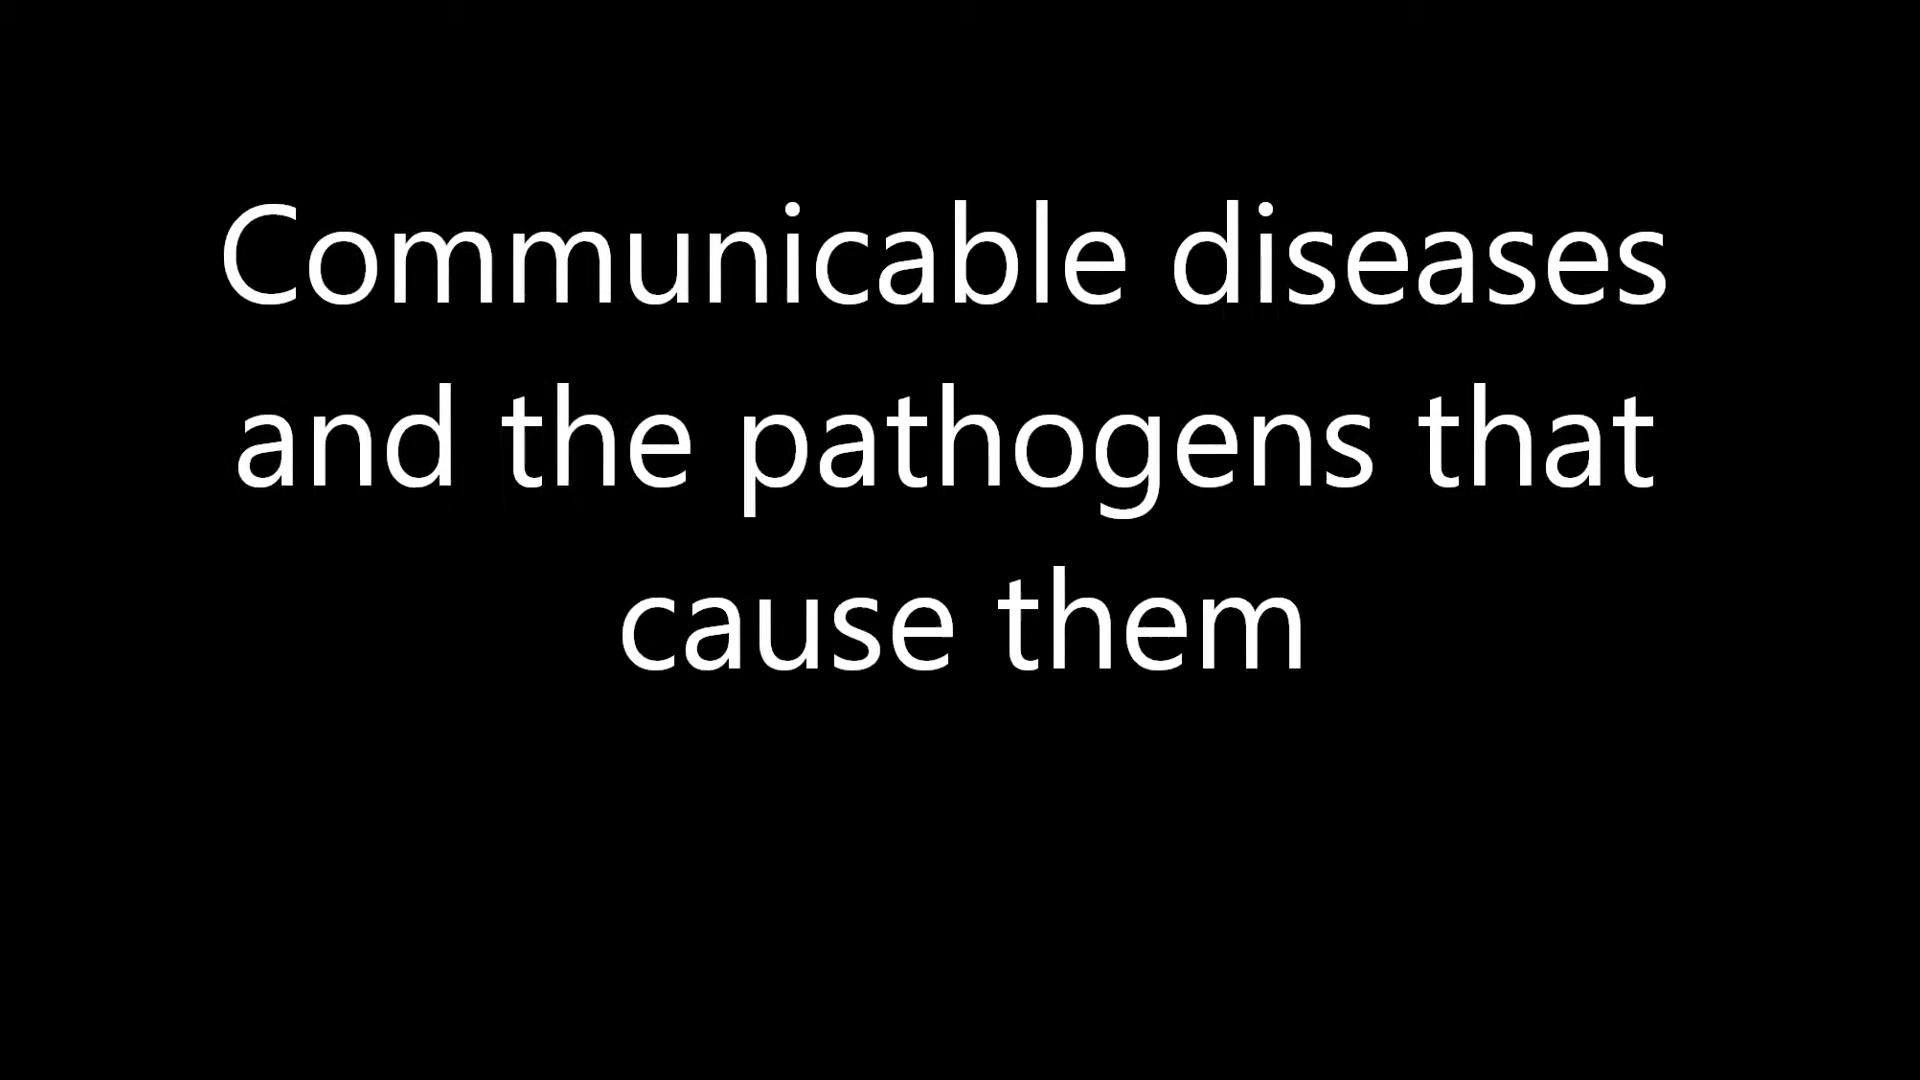 Communicable diseases
and the pathogens that
cause them